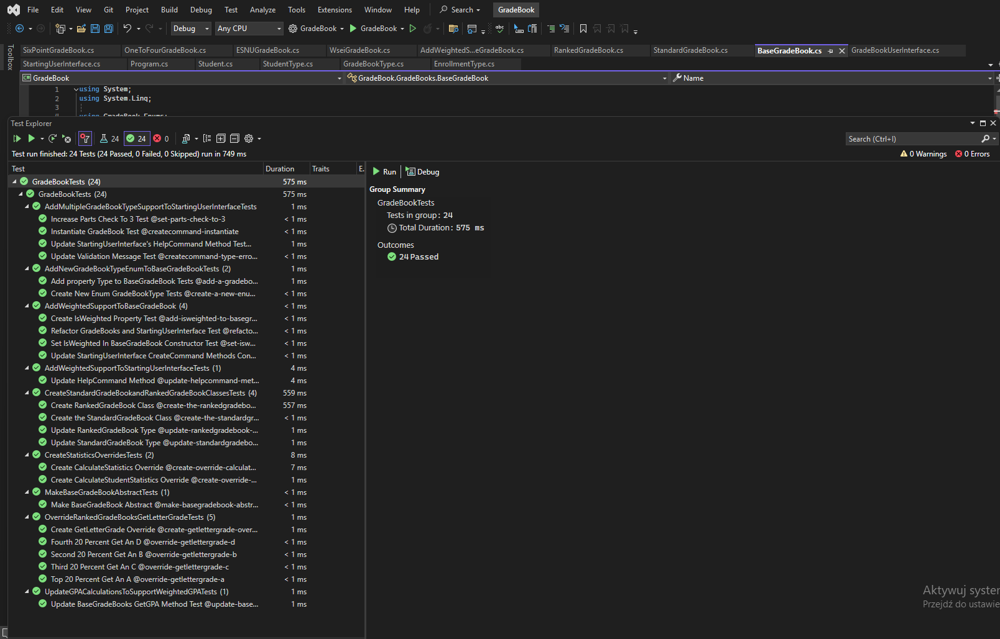 File Edit View Git Project Build Debug Test Analyze Tools Extensions Window Help Search GradeBook
Debug Any CPU GradeBook GradeBook
Toolbox
SixPointGradeBook.cs OneToFourGradeBook.cs ESNUGradeBook.cs WseiGradeBook.cs AddWeightedS...eGradeBook.cs RankedGradeBook.cs StandardGradeBook.cs BaseGradeBook.cs GradeBookUserInterface.cs
StartingUserInterface.cs Program.cs Student.cs StudentType.cs GradeBookType.cs EnrollmentType.cs
C# GradeBook GradeBook.GradeBooks.BaseGradeBook Name
1 using System;
2 using System.Linq;
3
4 using GradeBook.Enums;
Test Explorer
24 24 0 Search (Ctrl+I)
Test run finished: 24 Tests (24 Passed, 0 Failed, 0 Skipped) run in 749 ms 0 Warnings 0 Errors
Test Duration Traits E. Run Debug
GradeBookTests (24) 575 ms
GradeBookTests (24) 575 ms
AddMultipleGradeBookTypeSupportToStartingUserInterfaceTests 1 ms
Increase Parts Check To 3 Test @set-parts-check-to-3 < 1 ms
Instantiate GradeBook Test @createcommand-instantiate < 1 ms
Update StartingUserInterface's HelpCommand Method Test... 1 ms
Update Validation Message Test @createcommand-type-erro... < 1 ms
AddNewGradeBookTypeEnumToBaseGradeBookTests (2) 1 ms
Add property Type to BaseGradeBook Tests @add-a-gradebo... 1 ms
Create New Enum GradeBookType Tests @create-a-new-enu... < 1 ms
AddWeightedSupportToBaseGradeBook (4) < 1 ms
Create IsWeighted Property Test @add-isweighted-to-basegr... < 1 ms
Refactor GradeBooks and StartingUserInterface Test @refacto... < 1 ms
Set IsWeighted In BaseGradeBook Constructor Test @set-isw... < 1 ms
Update StartingUserInterface CreateCommand Methods Con... < 1 ms
AddWeightedSupportToStartingUserInterfaceTests (1) 4 ms
Update HelpCommand Method @update-helpcommand-met... 4 ms
CreateStandardGradeBookandRankedGradeBookClassesTests (4) 559 ms
Create RankedGradeBook Class @create-the-rankedgradebo... 557 ms
Create the StandardGradeBook Class @create-the-standardgr... < 1 ms
Update RankedGradeBook Type @update-rankedgradebook-... 1 ms
Update StandardGradeBook Type @update-standardgradebo... 1 ms
CreateStatisticsOverridesTests (2) 8 ms
Create CalculateStatistics Override @create-override-calculat... 7 ms
Create CalculateStudentStatistics Override @create-override-... 1 ms
MakeBaseGradeBookAbstractTests (1) < 1 ms
Make BaseGradeBook Abstract @make-basegradebook-abstr... < 1 ms
OverrideRankedGradeBooksGetLetterGradeTests (5) 1 ms
Create GetLetterGrade Override @create-getlettergrade-over... 1 ms
Fourth 20 Percent Get An D @override-getlettergrade-d < 1 ms
Second 20 Percent Get An B @override-getlettergrade-b < 1 ms
Third 20 Percent Get An C @override-getlettergrade-c < 1 ms
Top 20 Percent Get An A @override-getlettergrade-a < 1 ms
UpdateGPACalculationsToSupportWeightedGPATests (1) 1 ms
Update BaseGradeBooks GetGPA Method Test @update-base... 1 ms
Group Summary
GradeBookTests
Tests in group: 24
Total Duration: 575 ms
Outcomes
24 Passed
Aktywuj system
Przejdź do ustawie